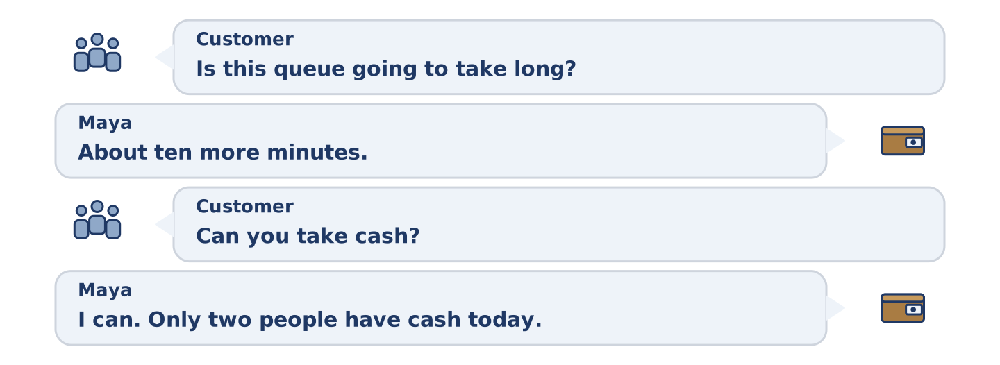 Customer
Is this queue going to take long?
Maya
About ten more minutes.
Customer
Can you take cash?
Maya
I can. Only two people have cash today.